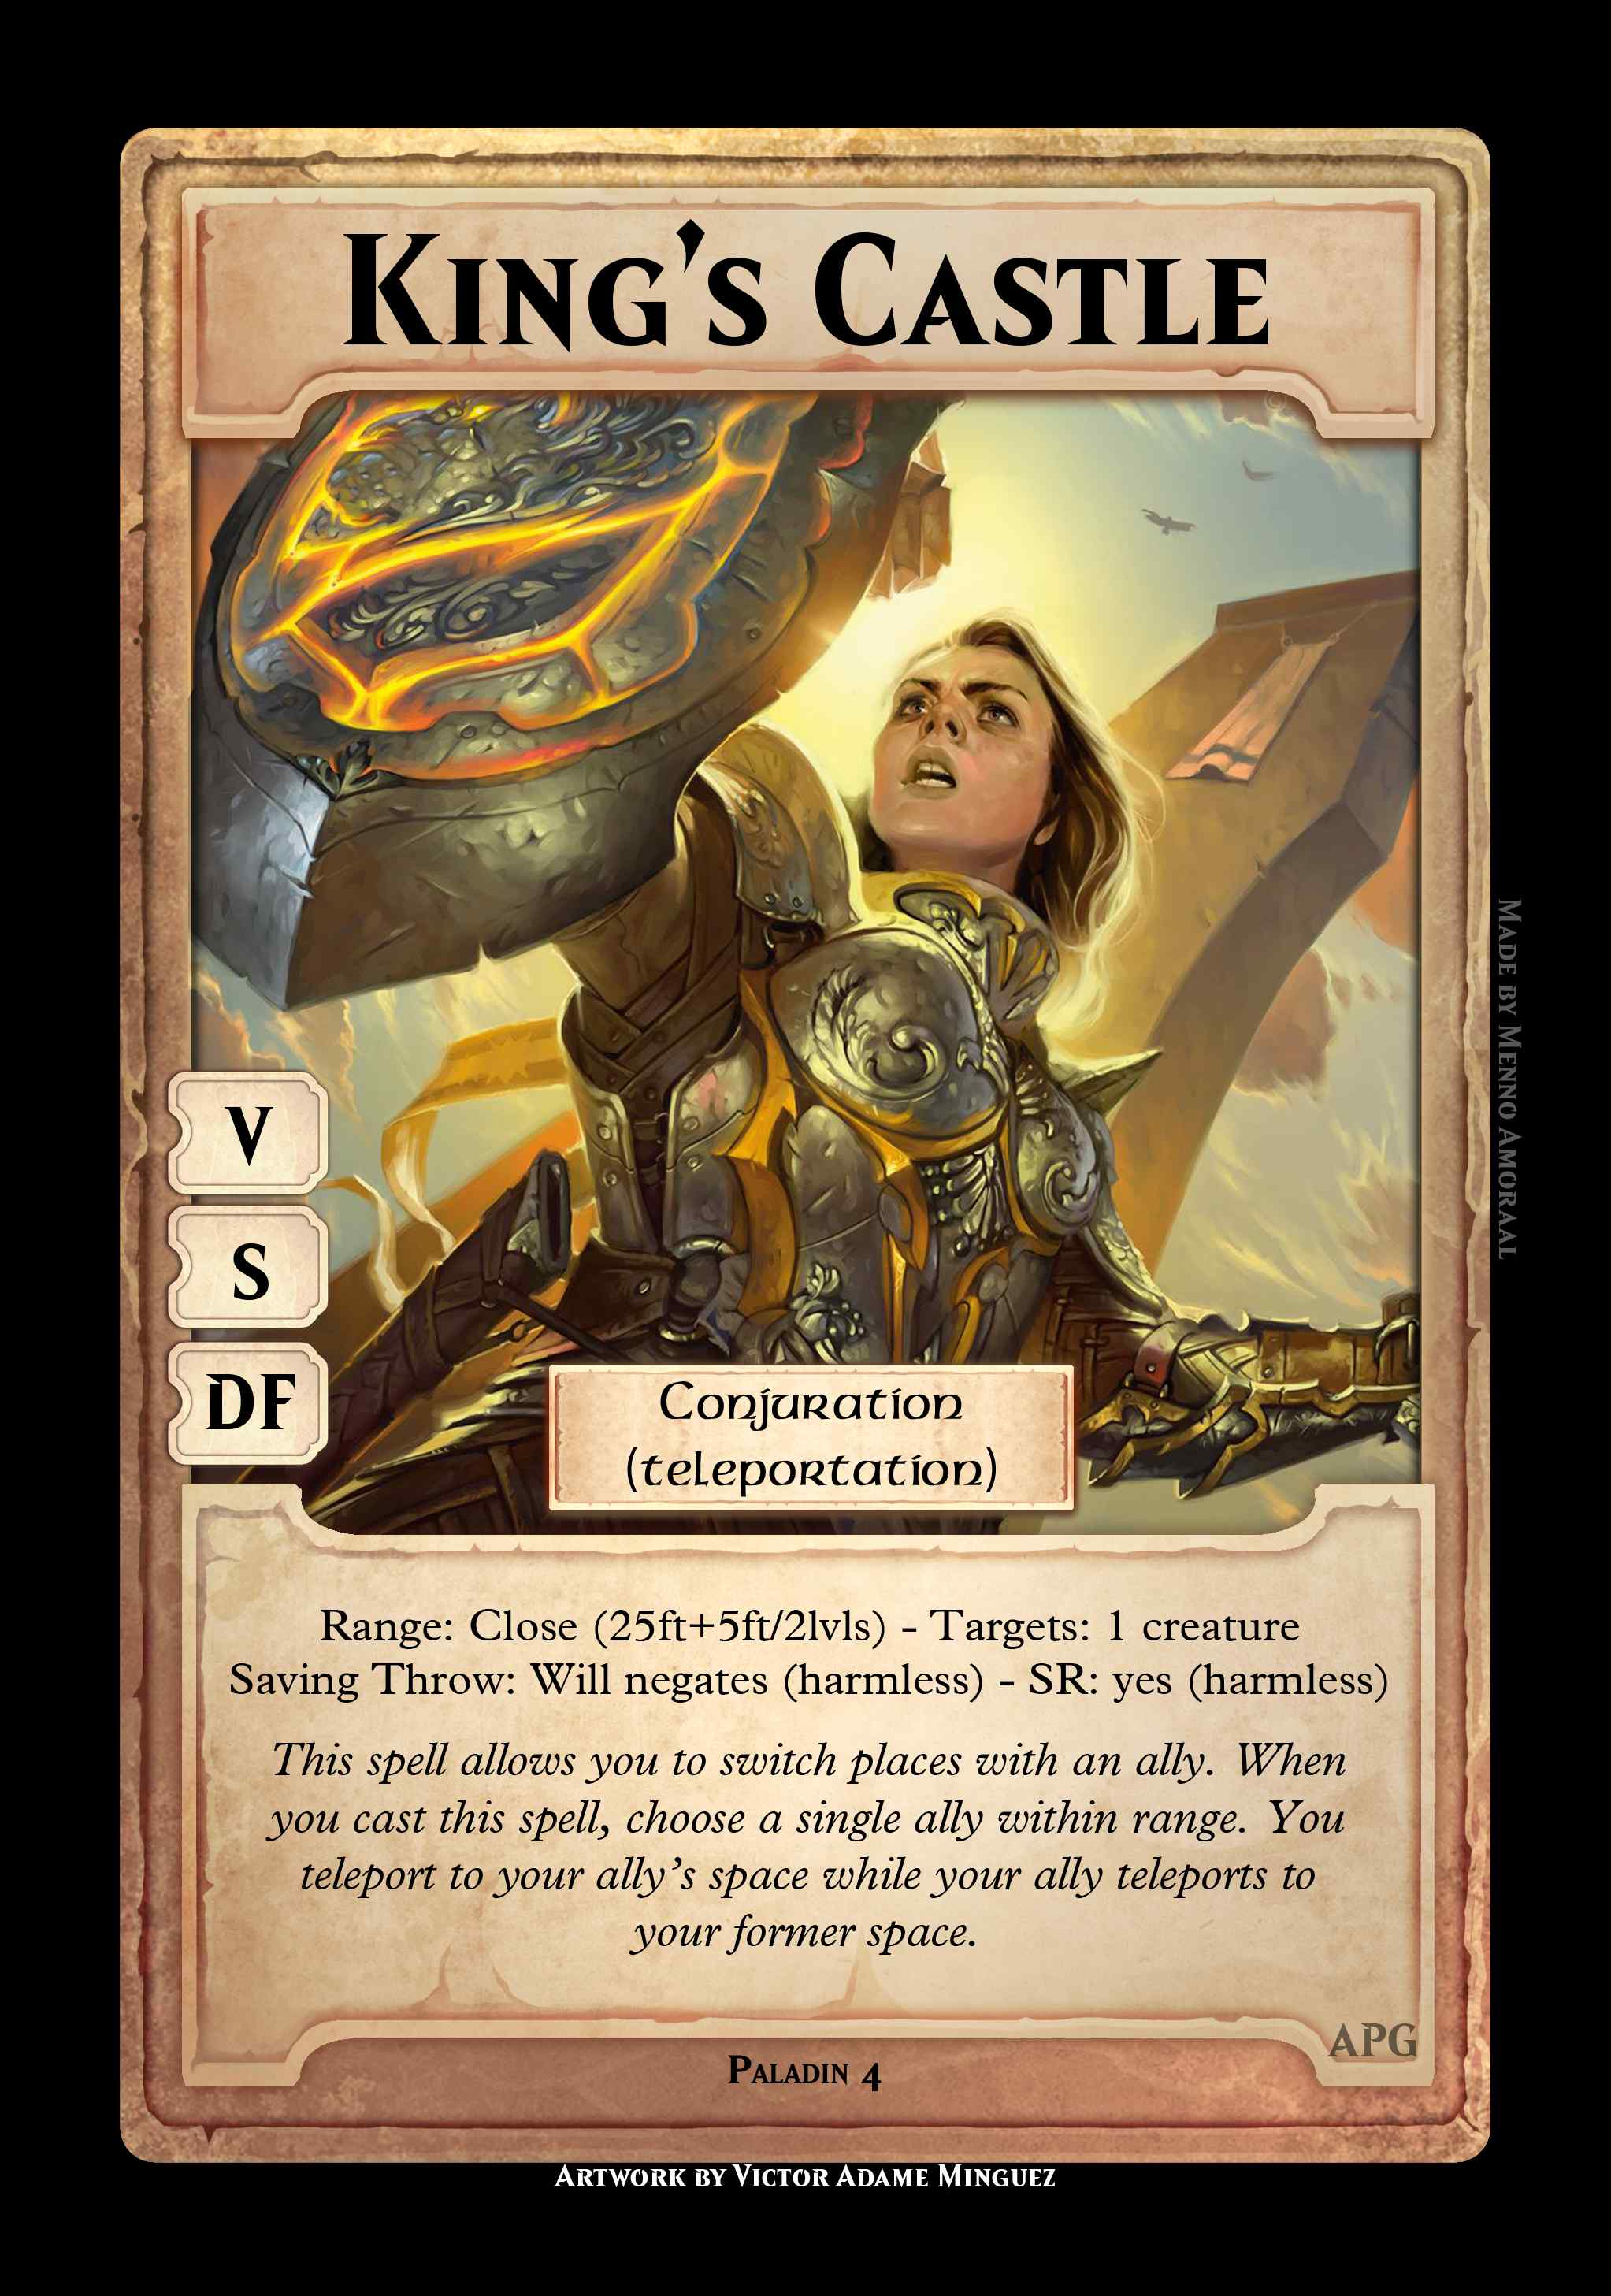 King's Castle
V
S
DF
Conjuration
(teleportation)
Range: Close (25ft+5ft/2lvls) - Targets: 1 creature
Saving Throw: Will negates (harmless) - SR: yes (harmless)
This spell allows you to switch places with an ally. When
you cast this spell, choose a single ally within range. You
teleport to your ally's space while your ally teleports to
your former space.
APG
Paladin 4
Artwork by Victor Adame Minguez
Made by Menno Amoraal